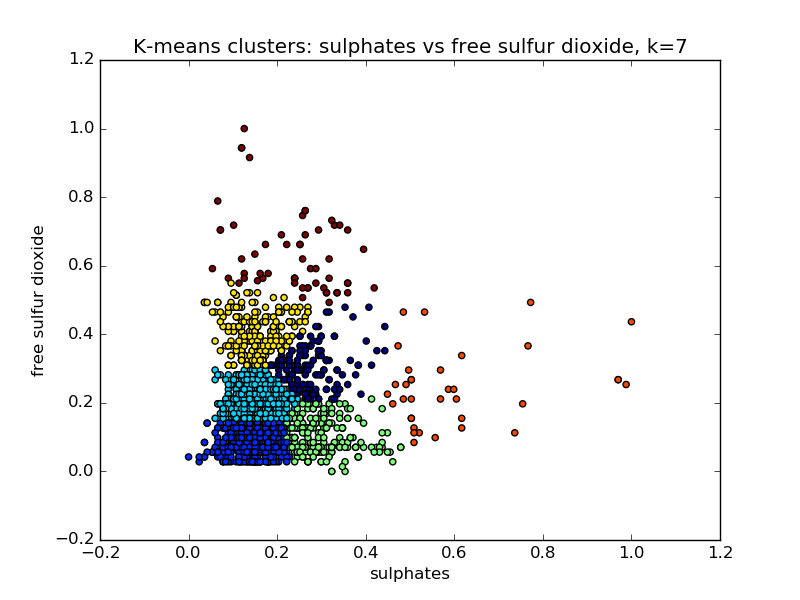 K-means clusters: sulphates vs free sulfur dioxide, k=7
1.2
1.0
0.8
0.6
0.4
0.2
0.0
−0.2
free sulfur dioxide
−0.2 0.0 0.2 0.4 0.6 0.8 1.0 1.2
sulphates